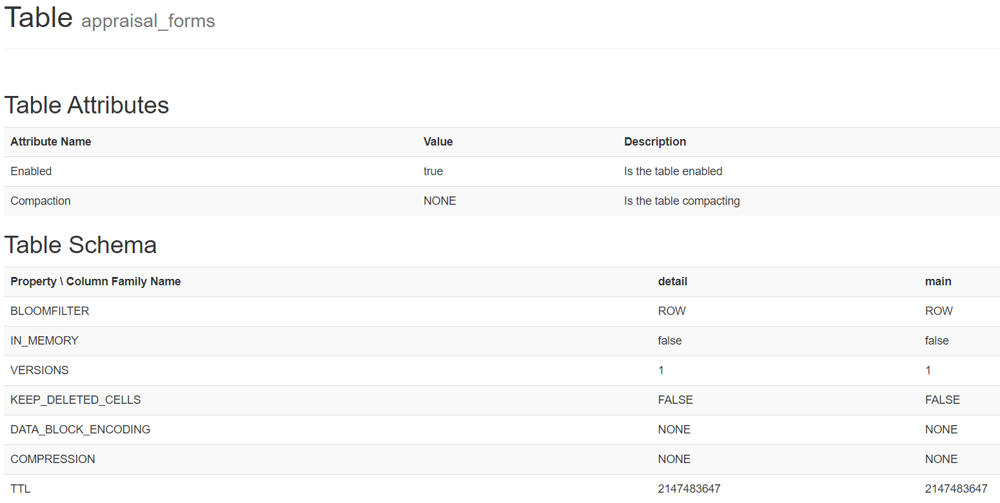 Table appraisal_forms
Table Attributes
Attribute Name Value Description
Enabled true Is the table enabled
Compaction NONE Is the table compacting
Table Schema
Property \ Column Family Name detail main
BLOOMFILTER ROW ROW
IN_MEMORY false false
VERSIONS 1 1
KEEP_DELETED_CELLS FALSE FALSE
DATA_BLOCK_ENCODING NONE NONE
COMPRESSION NONE NONE
TTL 2147483647 2147483647